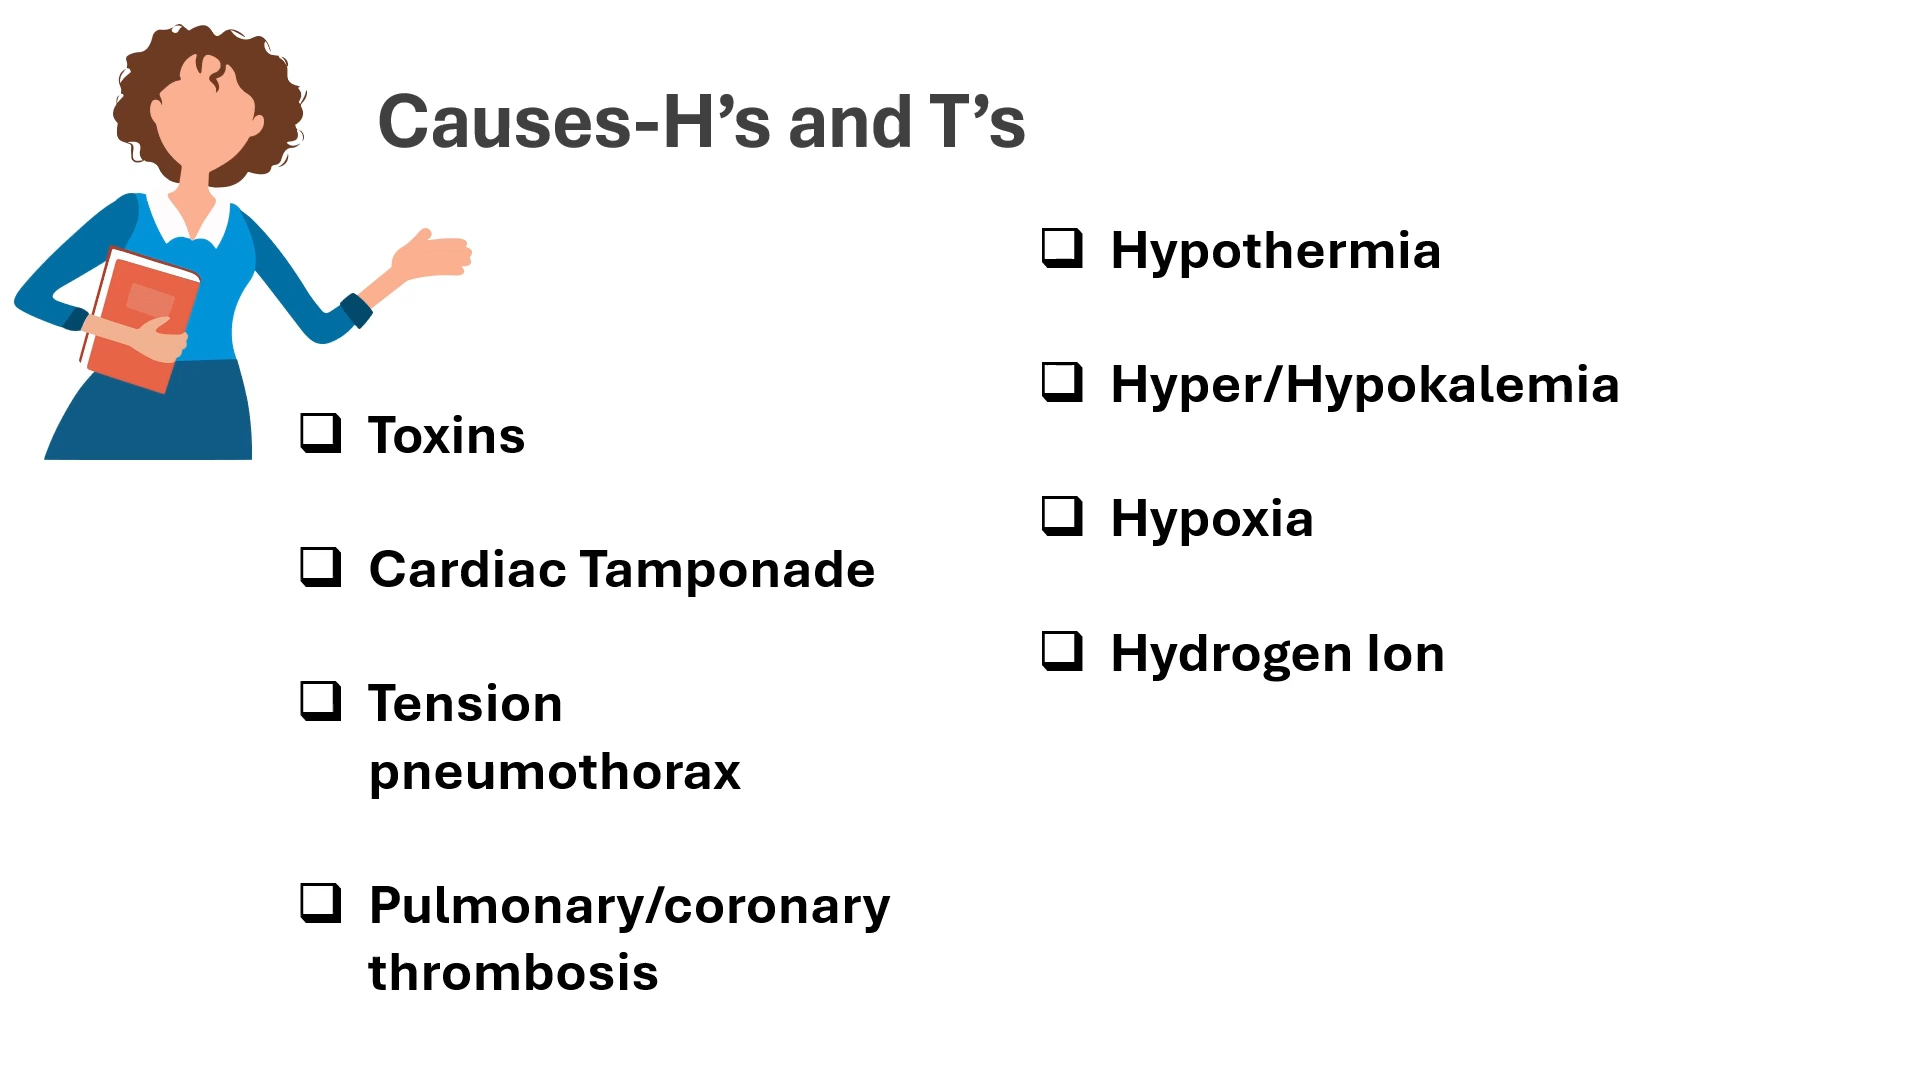 Causes-H’s and T’s
Toxins
Cardiac Tamponade
Tension
pneumothorax
Pulmonary/coronary
thrombosis
Hypothermia
Hyper/Hypokalemia
Hypoxia
Hydrogen Ion